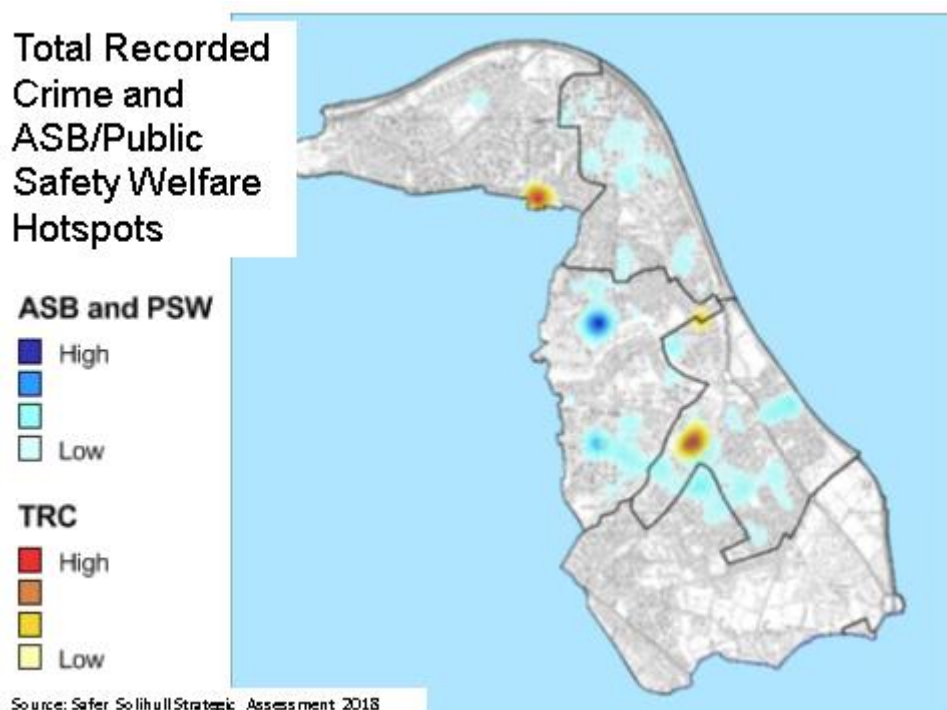 Total Recorded
Crime and
ASB/Public
Safety Welfare
Hotspots
ASB and PSW
High
Low
TRC
High
Low
Source: Safer Solihull Strategic Assessment 2018